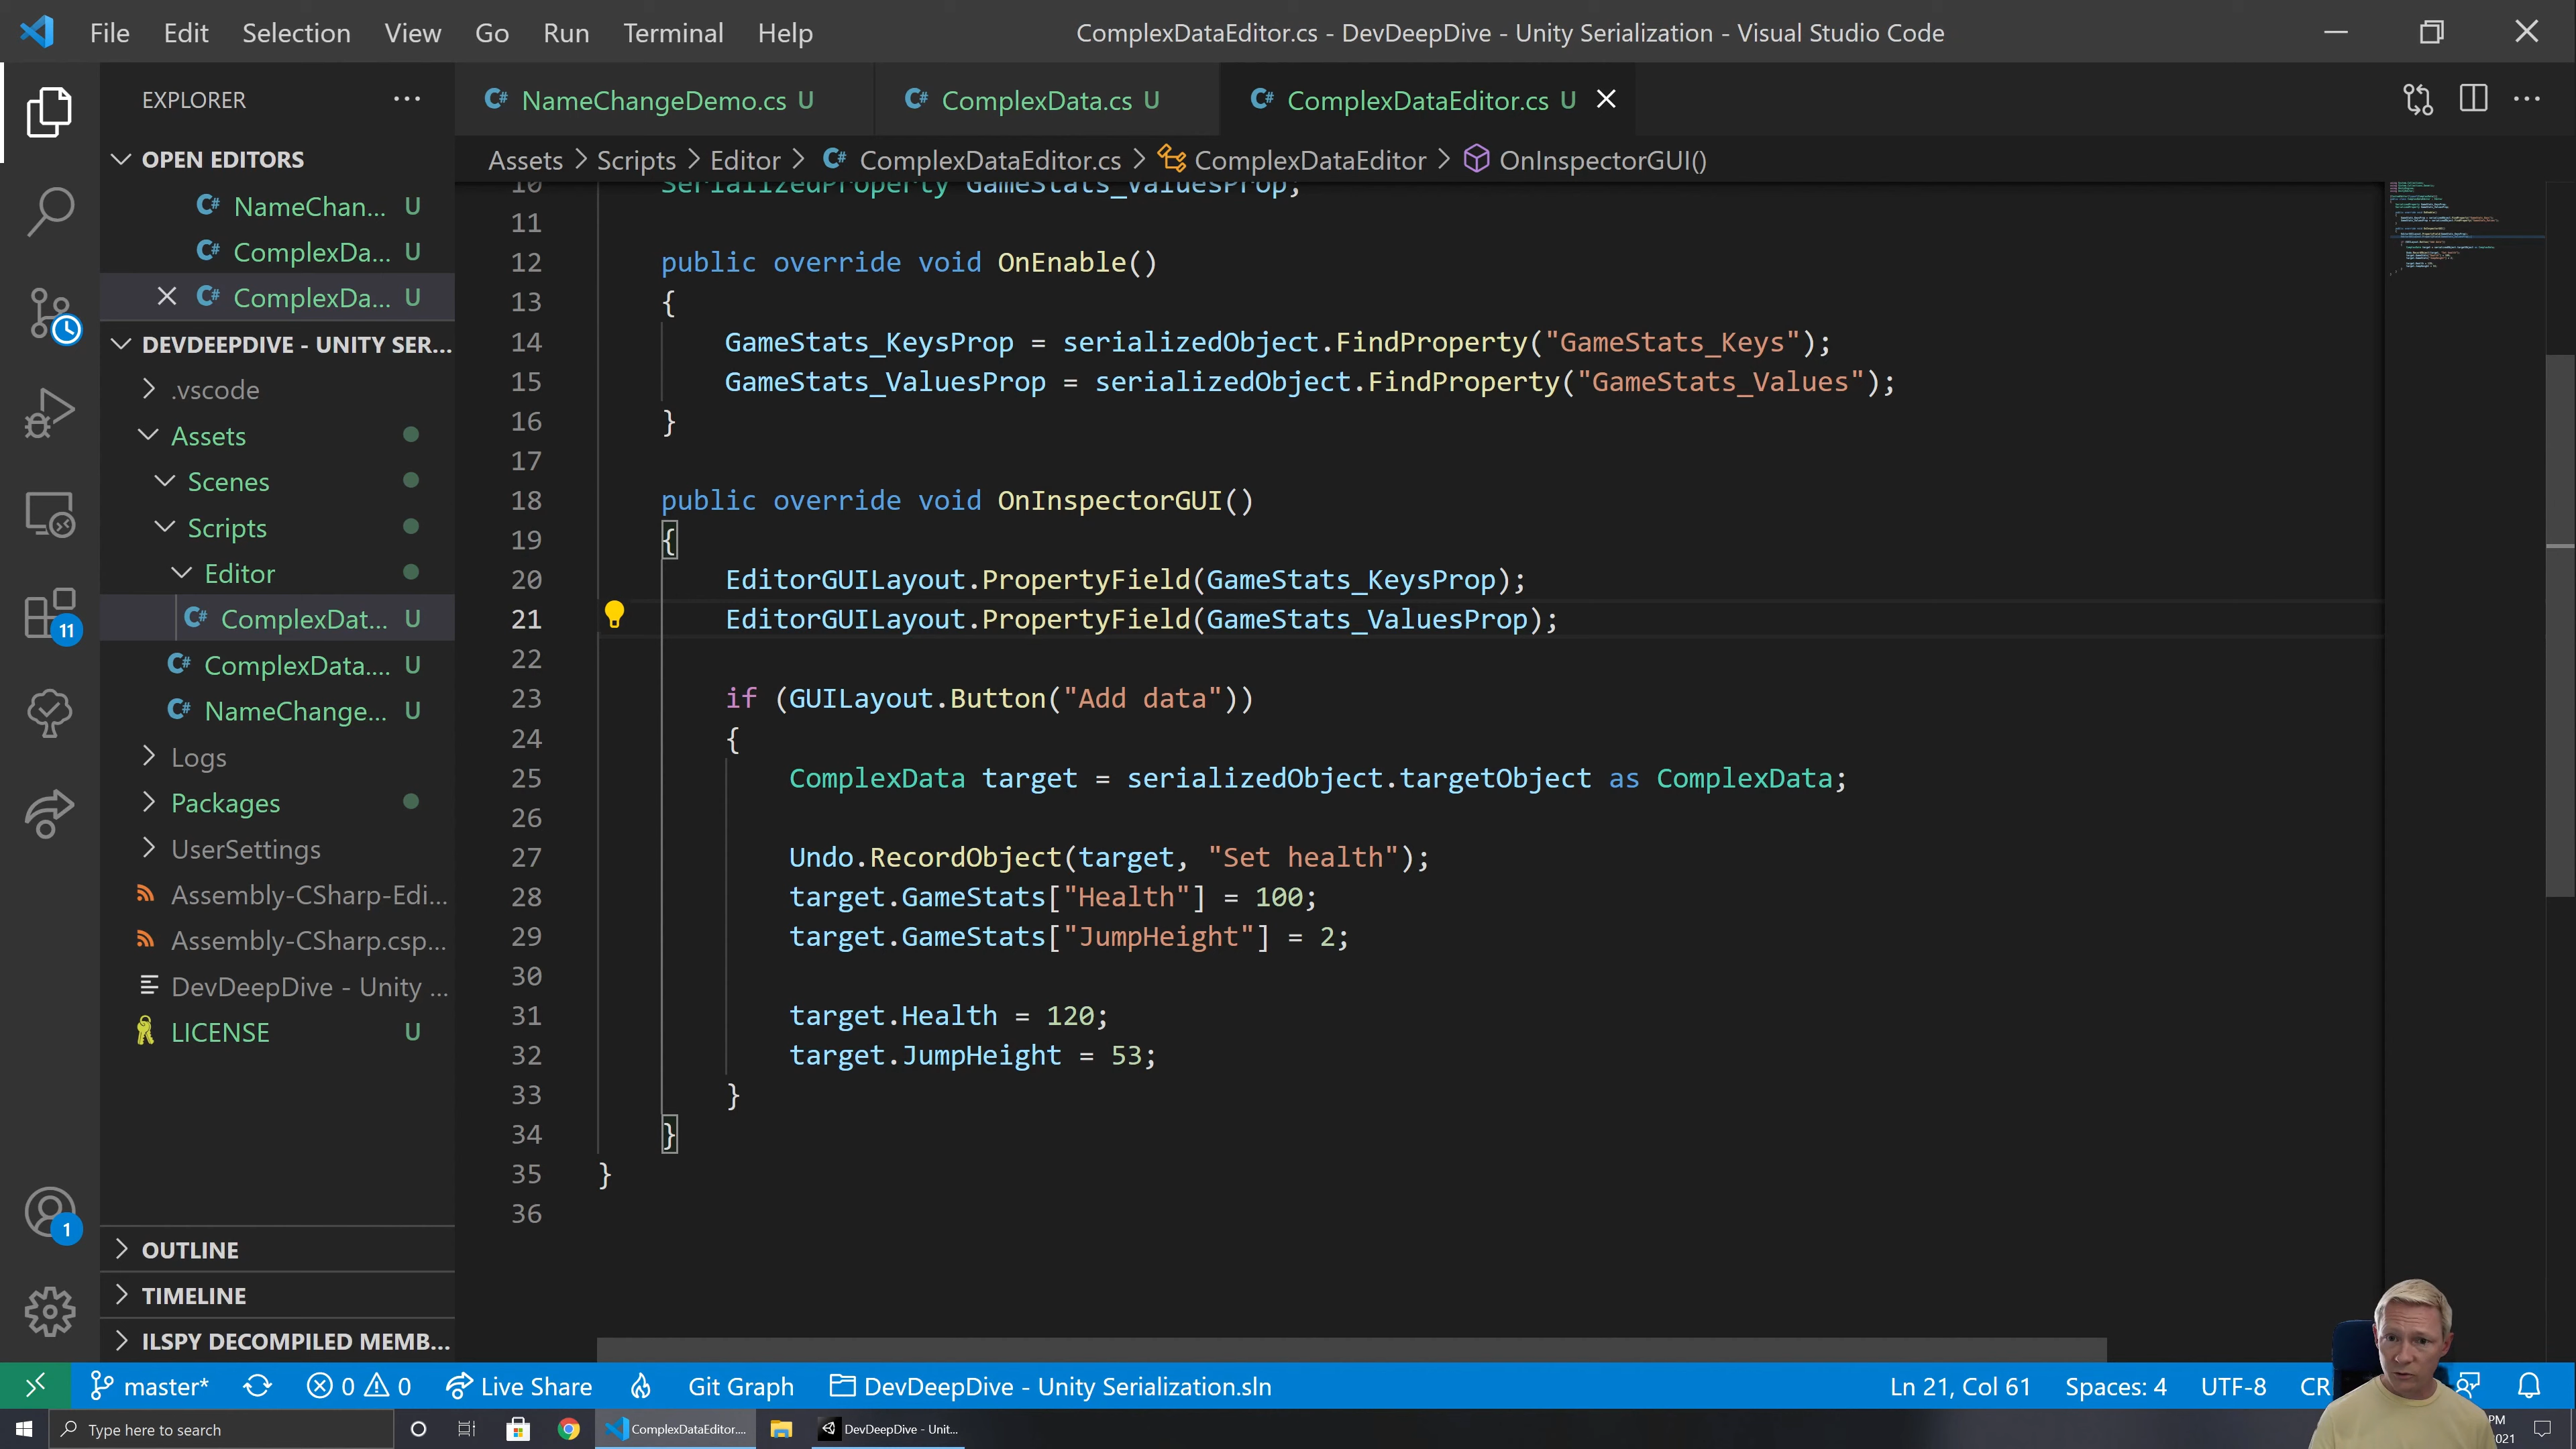 File Edit Selection View Go Run Terminal Help
ComplexDataEditor.cs - DevDeepDive - Unity Serialization - Visual Studio Code
EXPLORER
NameChangeDemo.cs U
ComplexData.cs U
ComplexDataEditor.cs U
Assets > Scripts > Editor > ComplexDataEditor.cs > ComplexDataEditor > OnInspectorGUI()
OPEN EDITORS
NameChan... U
ComplexDa... U
ComplexDa... U
DEVDEEPDIVE - UNITY SER...
.vscode
Assets
Scenes
Scripts
Editor
ComplexDat... U
ComplexData.... U
NameChange... U
Logs
Packages
UserSettings
Assembly-CSharp-Edi...
Assembly-CSharp.csp...
DevDeepDive - Unity ...
LICENSE U
OUTLINE
TIMELINE
ILSPY DECOMPILED MEMB...
11
1
10 SerializedProperty GameStats_ValuesProp;
11
12 public override void OnEnable()
13 {
14 GameStats_KeysProp = serializedObject.FindProperty("GameStats_Keys");
15 GameStats_ValuesProp = serializedObject.FindProperty("GameStats_Values");
16 }
17
18 public override void OnInspectorGUI()
19 {
20 EditorGUILayout.PropertyField(GameStats_KeysProp);
21 EditorGUILayout.PropertyField(GameStats_ValuesProp);
22
23 if (GUILayout.Button("Add data"))
24 {
25 ComplexData target = serializedObject.targetObject as ComplexData;
26
27 Undo.RecordObject(target, "Set health");
28 target.GameStats["Health"] = 100;
29 target.GameStats["JumpHeight"] = 2;
30
31 target.Health = 120;
32 target.JumpHeight = 53;
33 }
34 }
35 }
36
master* 0 0 Live Share Git Graph DevDeepDive - Unity Serialization.sln Ln 21, Col 61 Spaces: 4 UTF-8 CR
Type here to search
ComplexDataEditor....
DevDeepDive - Unit...
PM
021